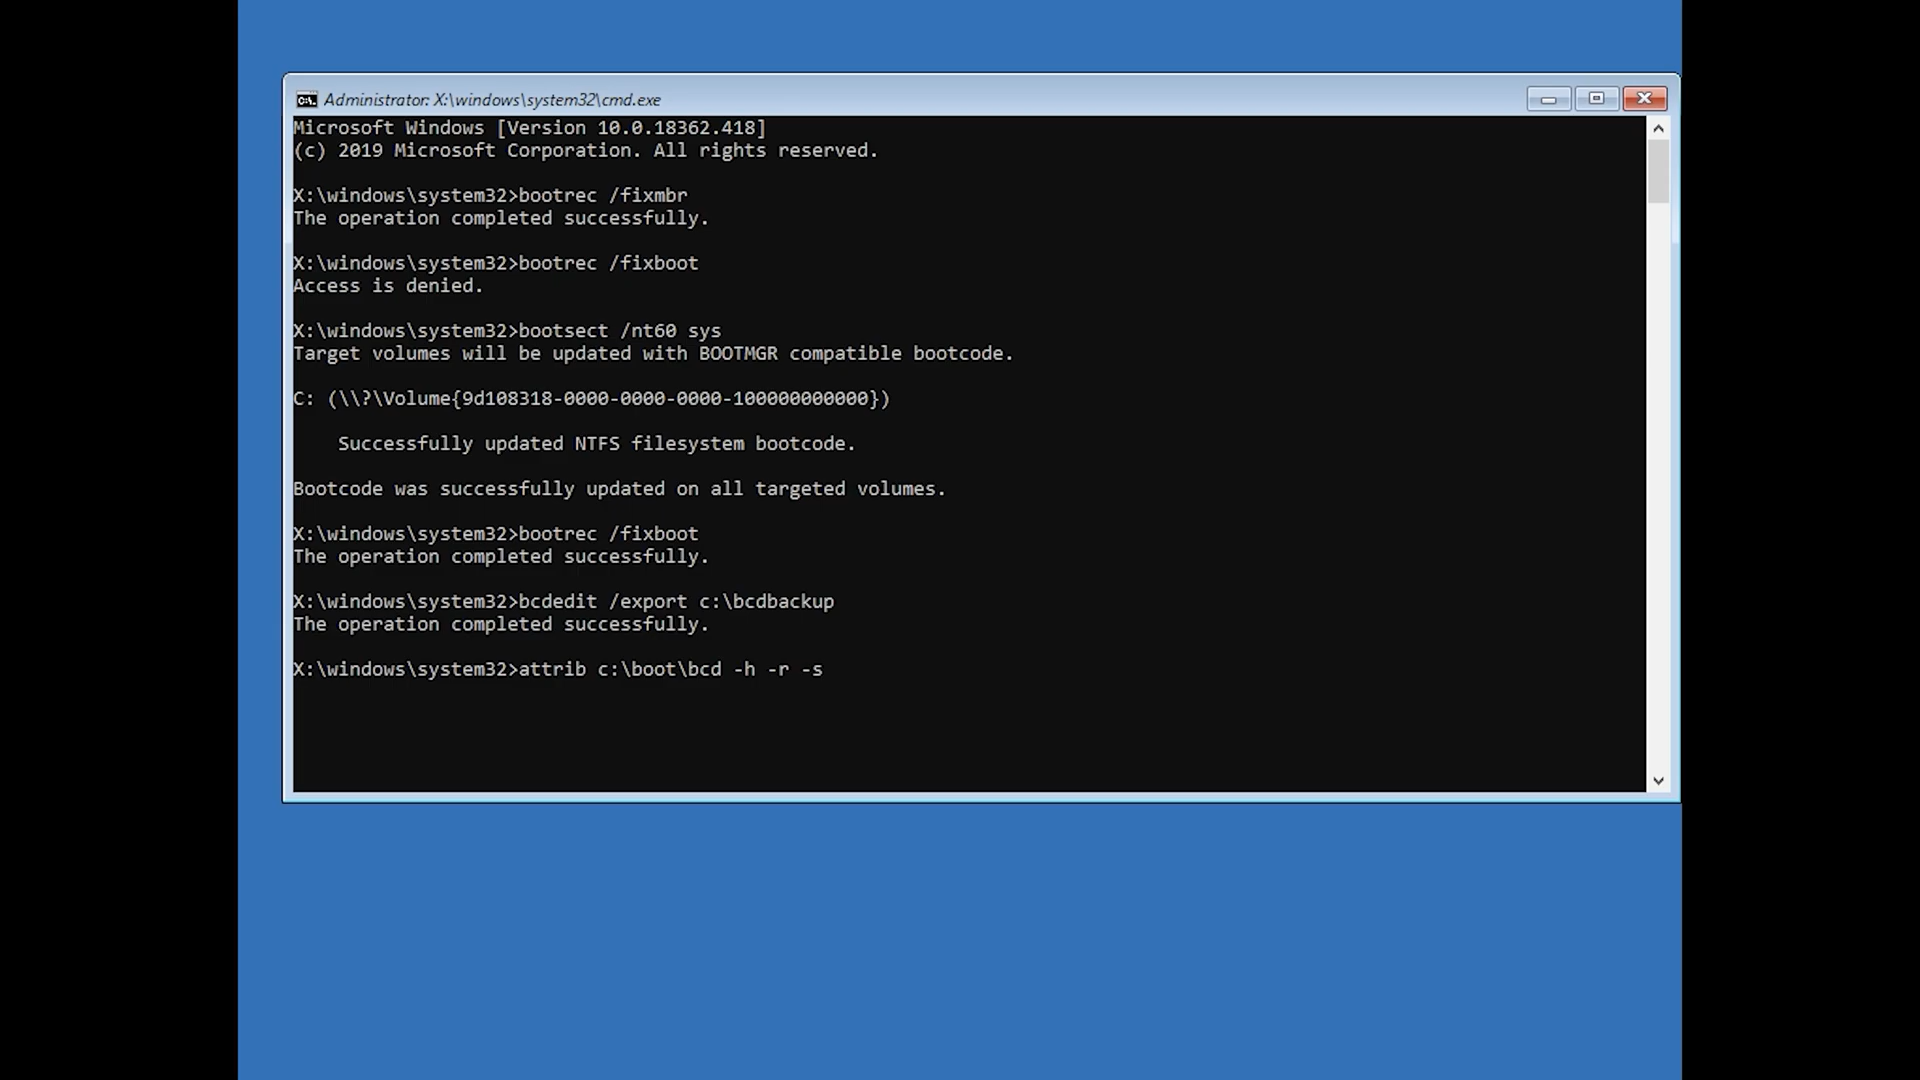 Administrator: X:\windows\system32\cmd.exe
Microsoft Windows [Version 10.0.18362.418]
(c) 2019 Microsoft Corporation. All rights reserved.
X:\windows\system32>bootrec /fixmbr
The operation completed successfully.
X:\windows\system32>bootrec /fixboot
Access is denied.
X:\windows\system32>bootsect /nt60 sys
Target volumes will be updated with BOOTMGR compatible bootcode.
C: (\\?\Volume{9d108318-0000-0000-0000-100000000000})
Successfully updated NTFS filesystem bootcode.
Bootcode was successfully updated on all targeted volumes.
X:\windows\system32>bootrec /fixboot
The operation completed successfully.
X:\windows\system32>bcdedit /export c:\bcdbackup
The operation completed successfully.
X:\windows\system32>attrib c:\boot\bcd -h -r -s